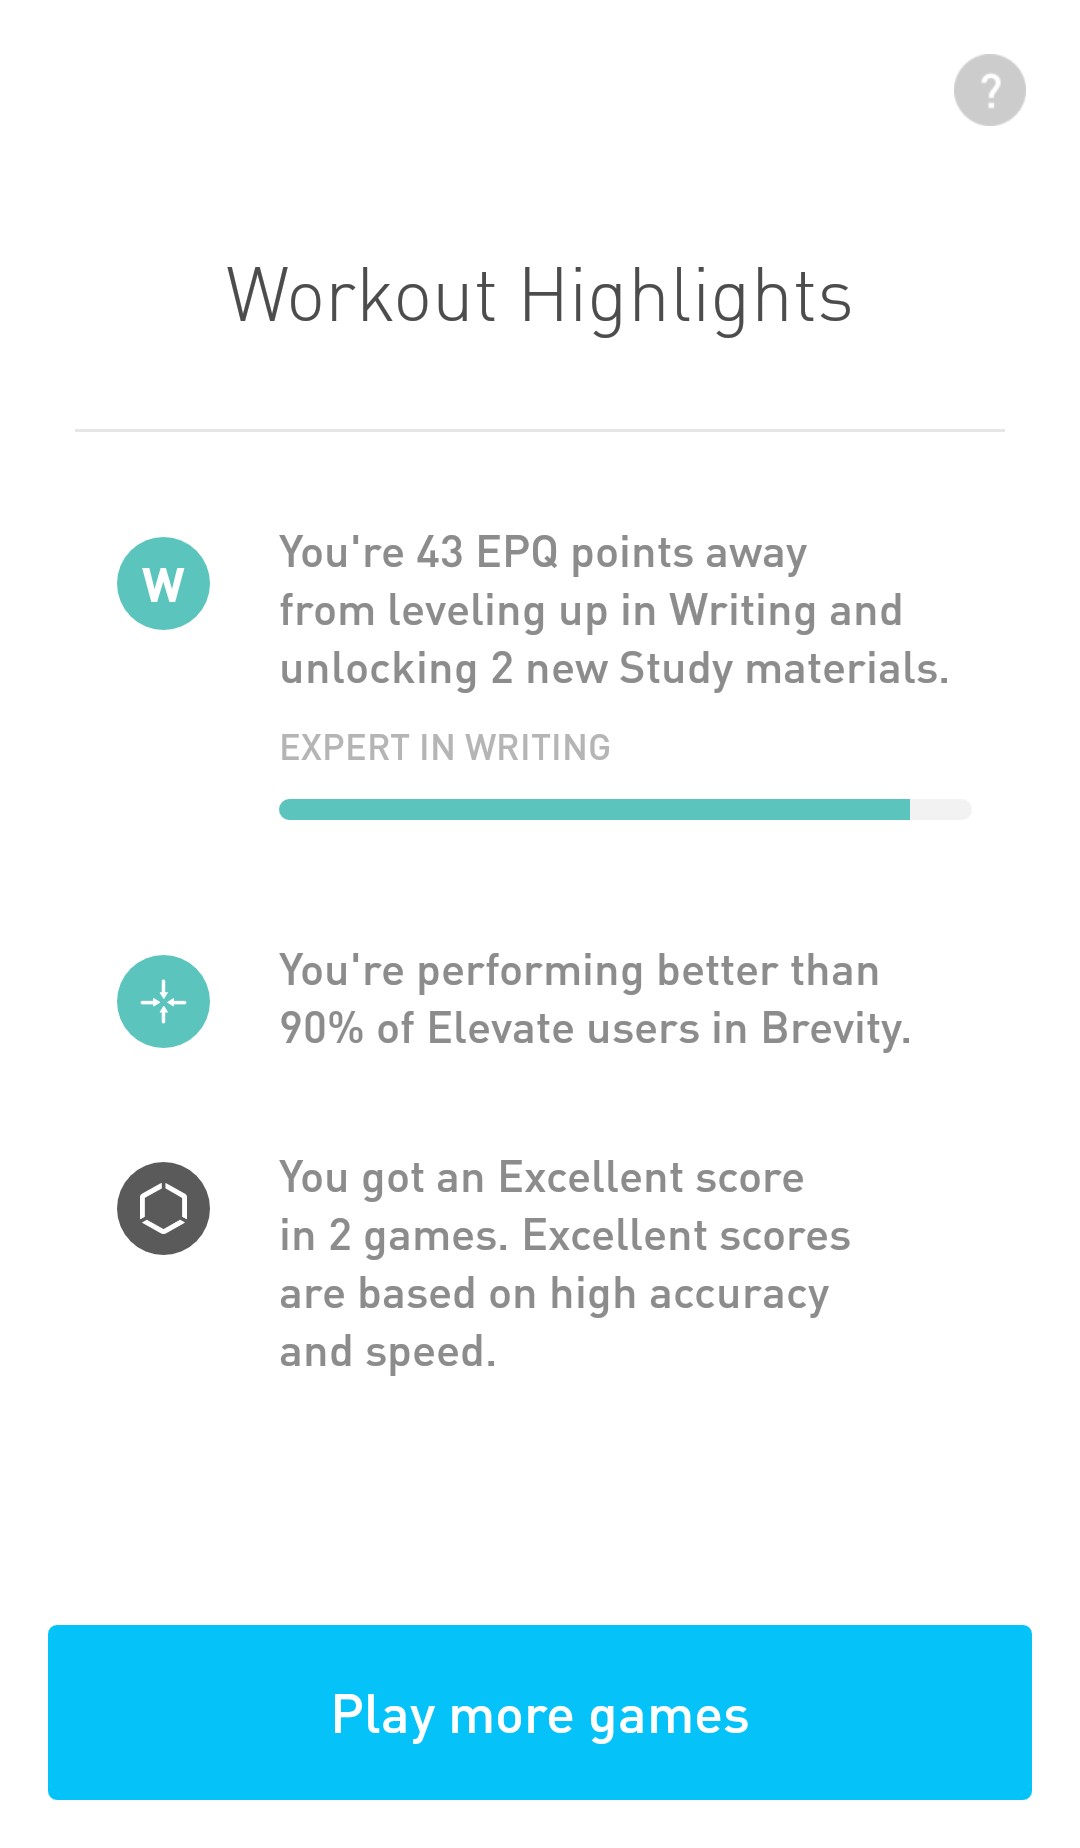 ?
Workout Highlights
W
You're 43 EPQ points away
from leveling up in Writing and
unlocking 2 new Study materials.
EXPERT IN WRITING
You're performing better than
90% of Elevate users in Brevity.
You got an Excellent score
in 2 games. Excellent scores
are based on high accuracy
and speed.
Play more games